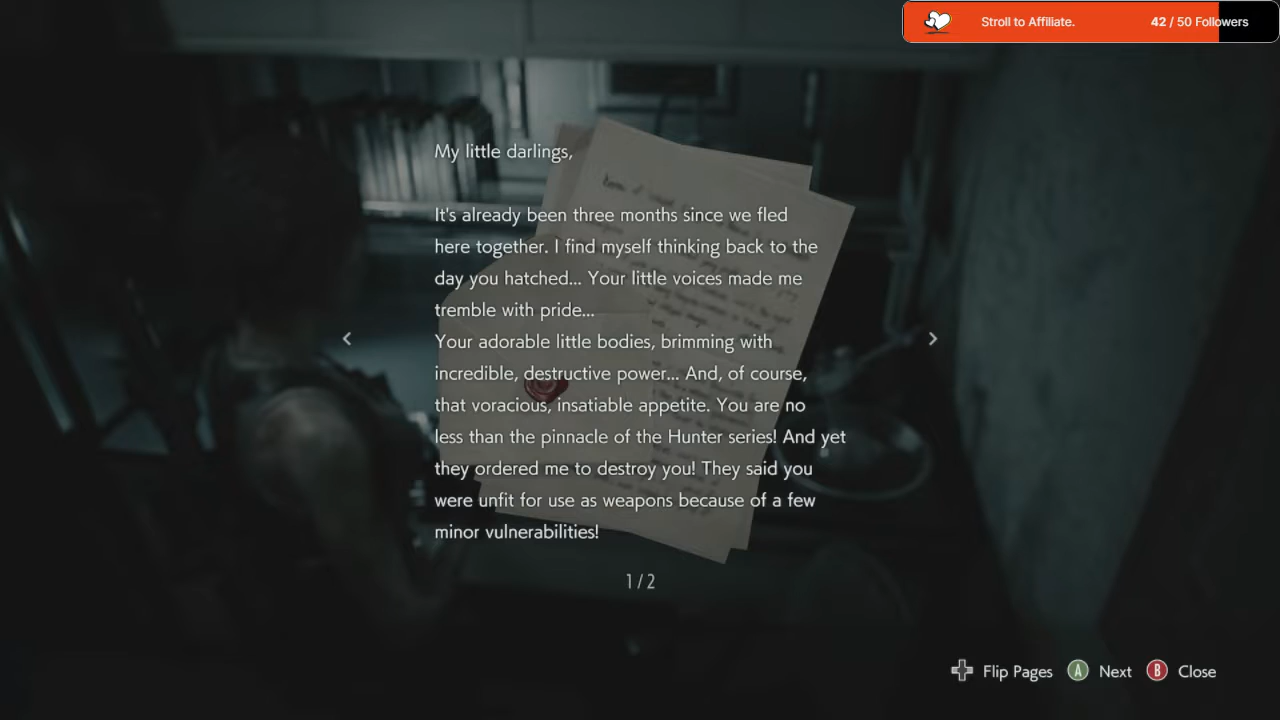 Stroll to Affiliate. 42 / 50 Followers
My little darlings,
It's already been three months since we fled
here together. I find myself thinking back to the
day you hatched... Your little voices made me
tremble with pride...
Your adorable little bodies, brimming with
incredible, destructive power... And, of course,
that voracious, insatiable appetite. You are no
less than the pinnacle of the Hunter series! And yet
they ordered me to destroy you! They said you
were unfit for use as weapons because of a few
minor vulnerabilities!
1 / 2
Flip Pages A Next B Close